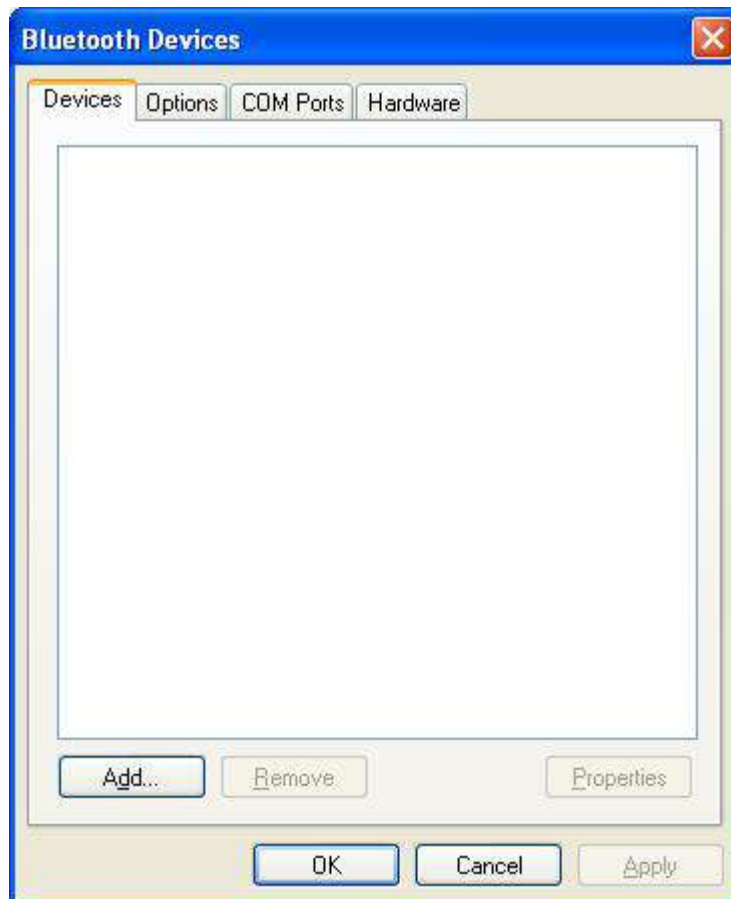 Bluetooth Devices
Devices Options COM Ports Hardware
Add... Remove Properties
OK Cancel Apply